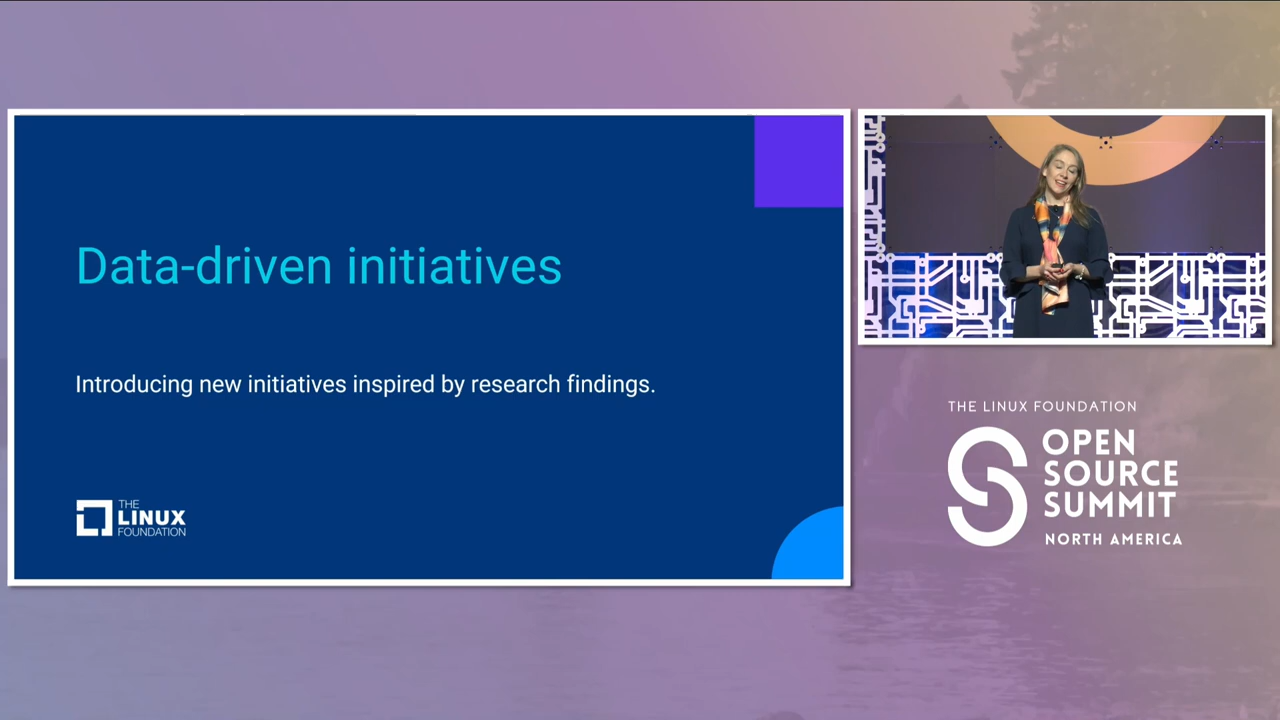 Data-driven initiatives
Introducing new initiatives inspired by research findings.
THE
LINUX
FOUNDATION
THE LINUX FOUNDATION
OPEN
SOURCE
SUMMIT
NORTH AMERICA